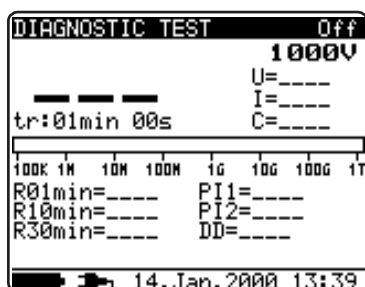 DIAGNOSTIC TEST Off
1000V
U=____
I=____
tr:01min 00s C=____
100K 1M 10M 100M 1G 10G 100G 1T
R01min=____ PI1=____
R10min=____ PI2=____
R30min=____ DD=____
14.Jan.2000 13:39